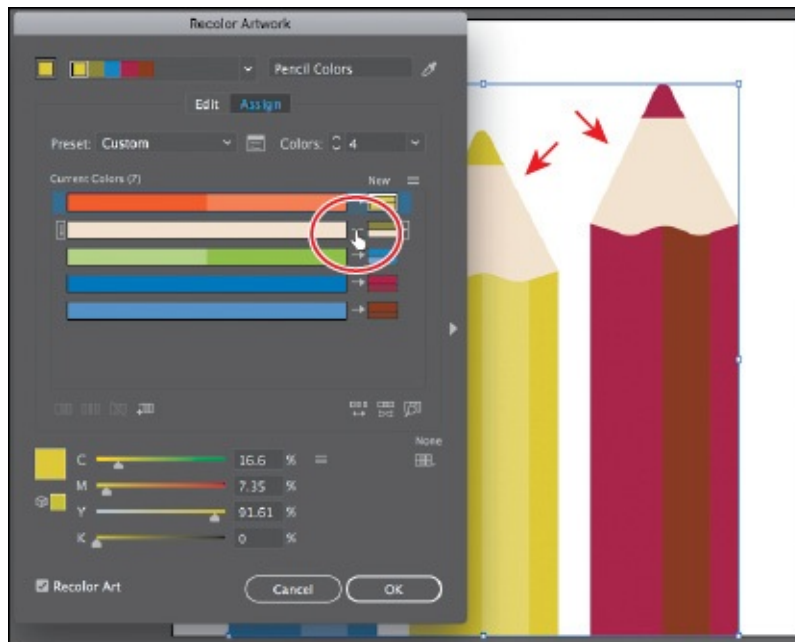 Recolor Artwork
Pencil Colors
Edit Assign
Preset: Custom Colors: 4
Current Colors (7) New
None
C 16.6 %
M 7.35 %
Y 91.61 %
K 0 %
Recolor Art Cancel OK